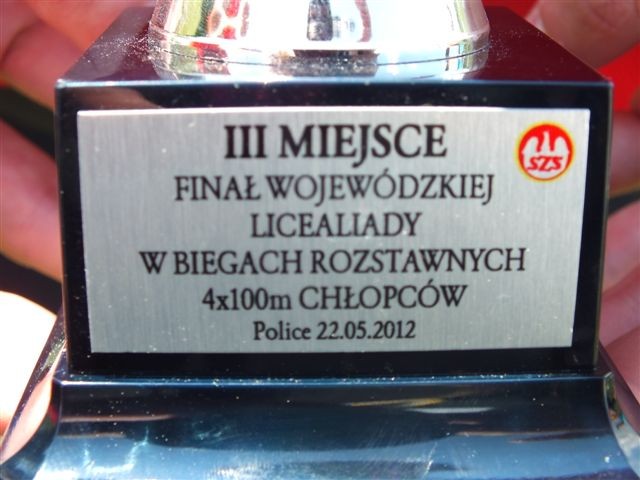 III MIEJSCE
SZS
FINAŁ WOJEWÓDZKIEJ
LICEALIADY
W BIEGACH ROZSTAWNYCH
4x100m CHŁOPCÓW
Police 22.05.2012